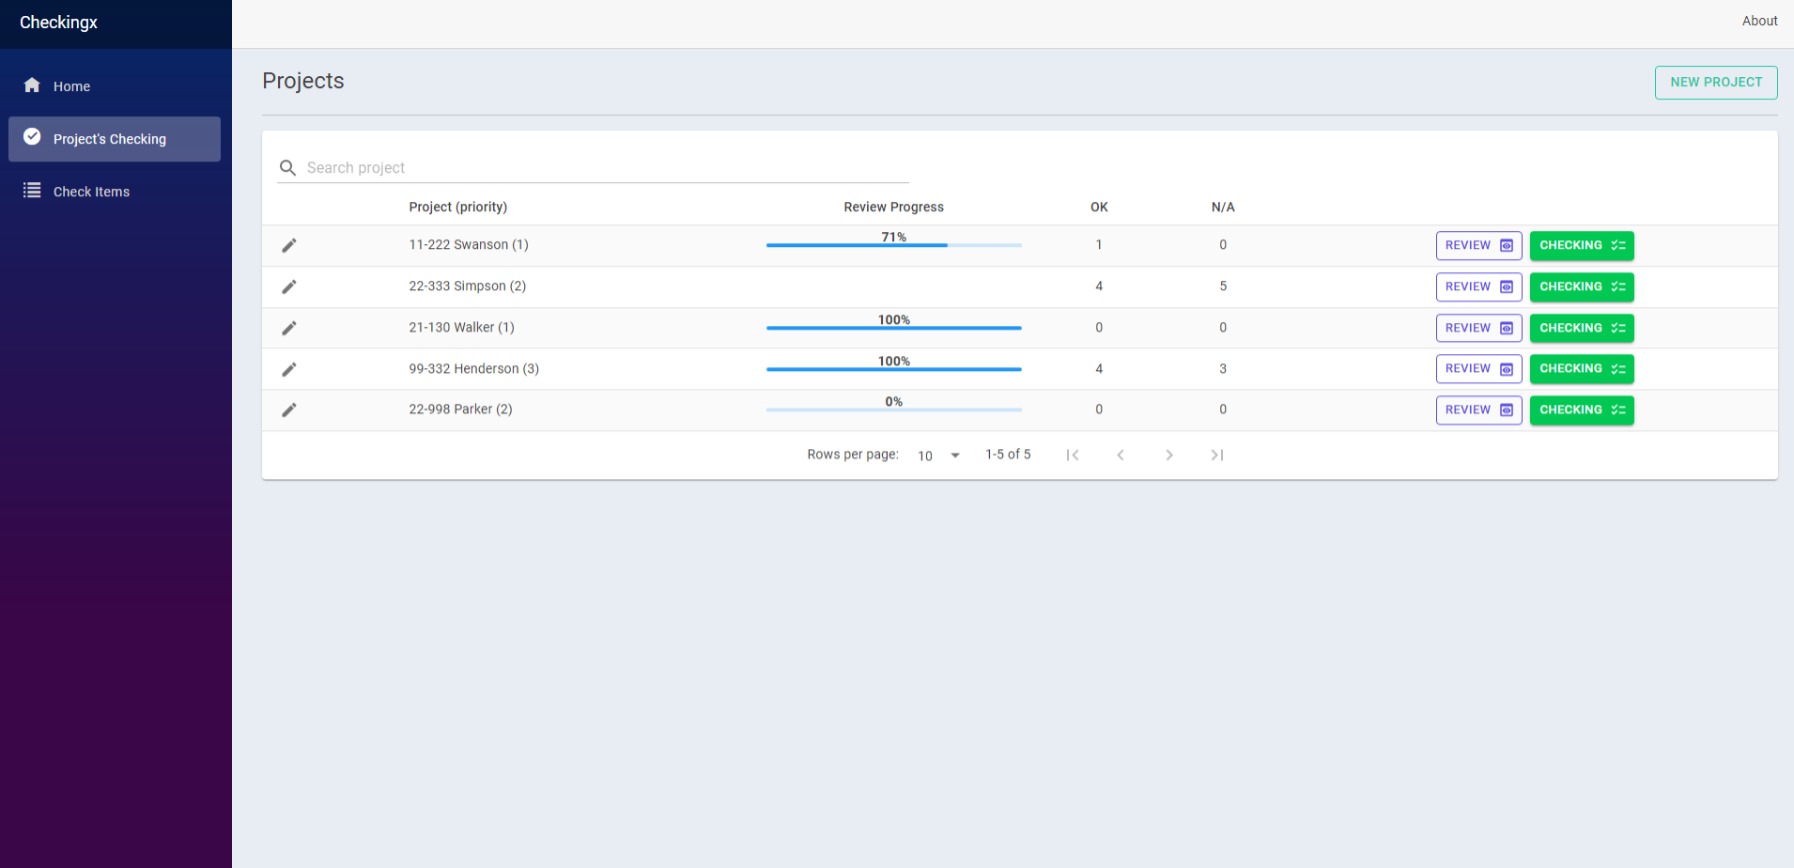 Checkingx
About
Home
Project's Checking
Check Items
Projects
NEW PROJECT
Search project
Project (priority) Review Progress OK N/A
11-222 Swanson (1) 71% 1 0 REVIEW CHECKING
22-333 Simpson (2) 4 5 REVIEW CHECKING
21-130 Walker (1) 100% 0 0 REVIEW CHECKING
99-332 Henderson (3) 100% 4 3 REVIEW CHECKING
22-998 Parker (2) 0% 0 0 REVIEW CHECKING
Rows per page: 10 1-5 of 5